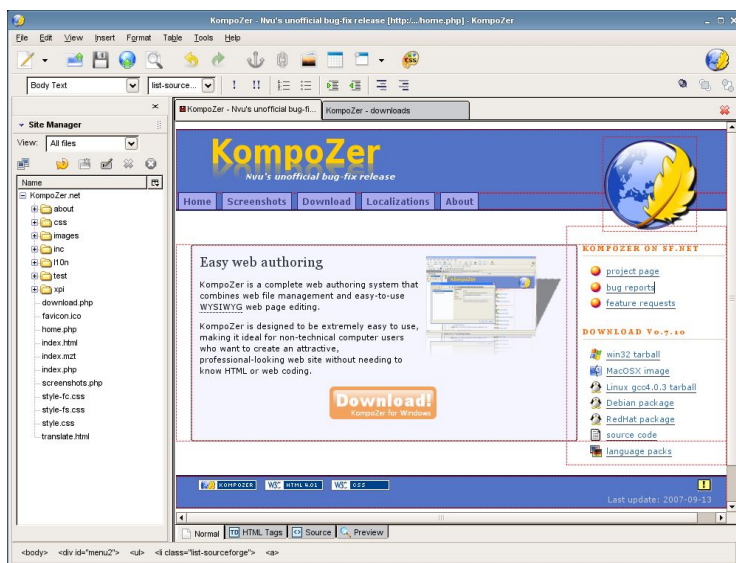 KompoZer - Nvu's unofficial bug-fix release [http:/.../home.php] - KompoZer
File Edit View Insert Format Table Tools Help
Body Text list-source...
Site Manager
View: All files
Name
KompoZer.net
about
css
images
inc
l10n
test
xpi
download.php
favicon.ico
home.php
index.html
index.mzt
index.php
screenshots.php
style-fc.css
style-fs.css
style.css
translate.html
KompoZer - Nvu's unofficial bug-fi... KompoZer - downloads
KompoZer
Nvu's unofficial bug-fix release
Home Screenshots Download Localizations About
Easy web authoring
KompoZer is a complete web authoring system that
combines web file management and easy-to-use
WYSIWYG web page editing.
KompoZer is designed to be extremely easy to use,
making it ideal for non-technical computer users
who want to create an attractive,
professional-looking web site without needing to
know HTML or web coding.
Download!
KompoZer for Windows
KOMPOZER ON SF.NET
project page
bug reports
feature requests
DOWNLOAD V0.7.10
win32 tarball
MacOSX image
Linux gcc4.0.3 tarball
Debian package
RedHat package
source code
language packs
KOMPOZER W3C HTML 4.01 W3C CSS
Last update: 2007-09-13
Normal HTML Tags Source Preview
<body> <div id="menu2"> <ul> <li class="list-sourceforge"> <a>